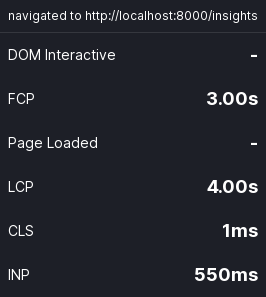 navigated to http://localhost:8000/insights
DOM Interactive -
FCP 3.00s
Page Loaded -
LCP 4.00s
CLS 1ms
INP 550ms